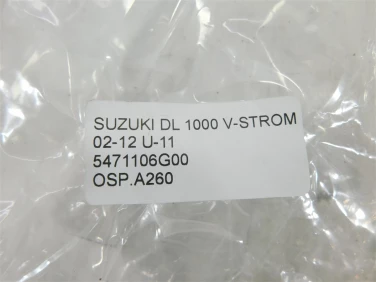 SUZUKI DL 1000 V-STROM
02-12 U-11
5471106G00
OSP.A260